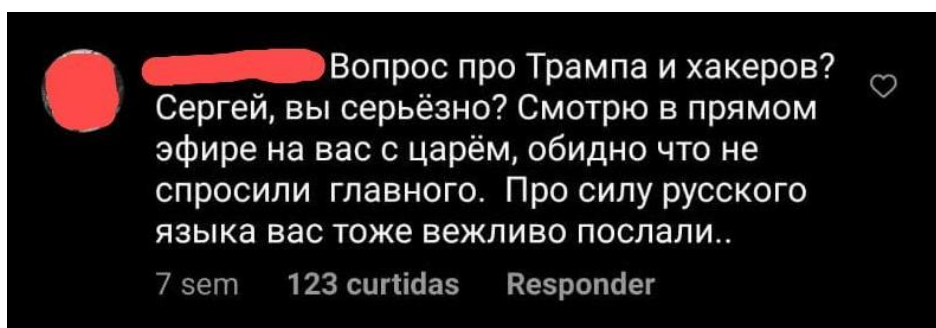 Вопрос про Трампа и хакеров?
Сергей, вы серьёзно? Смотрю в прямом
эфире на вас с царём, обидно что не
спросили  главного.  Про силу русского
языка вас тоже вежливо послали..
7 sem 123 curtidas Responder